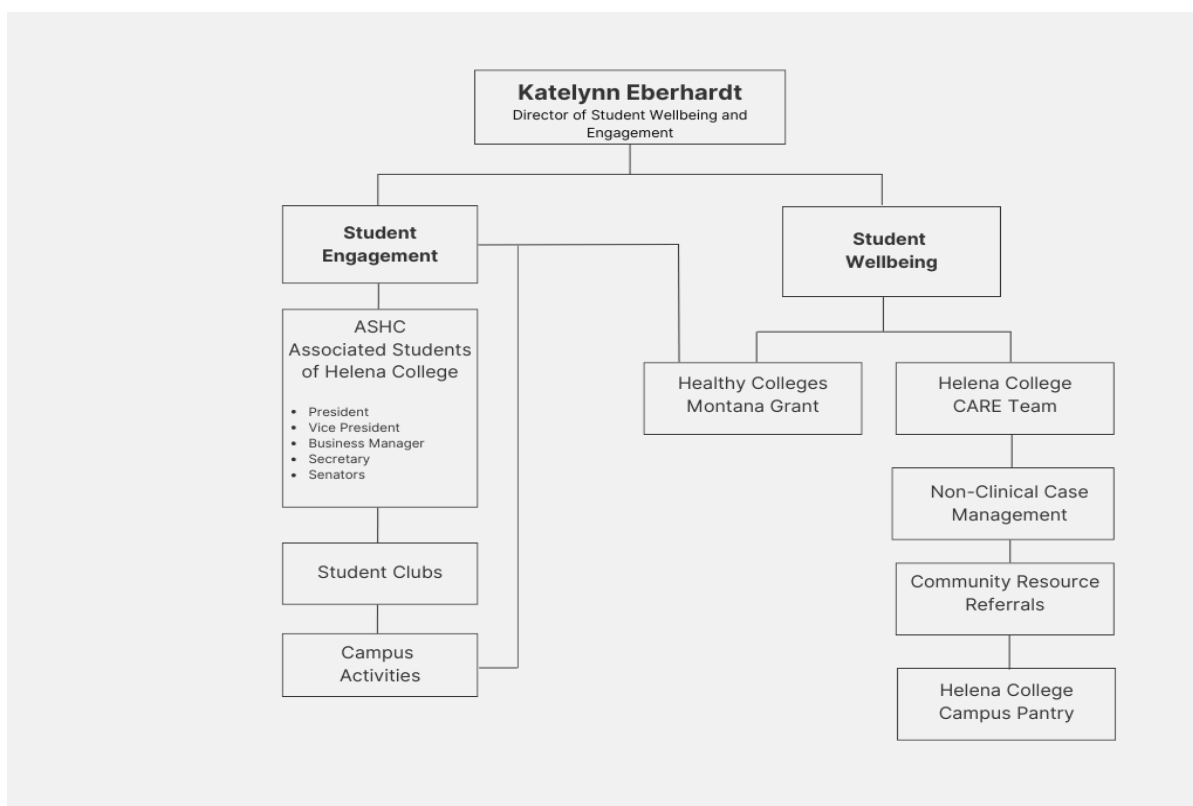 Katelynn Eberhardt
Director of Student Wellbeing and
Engagement
Student
Engagement
ASHC
Associated Students
of Helena College
• President
• Vice President
• Business Manager
• Secretary
• Senators
Student Clubs
Campus
Activities
Student
Wellbeing
Healthy Colleges
Montana Grant
Helena College
CARE Team
Non-Clinical Case
Management
Community Resource
Referrals
Helena College
Campus Pantry